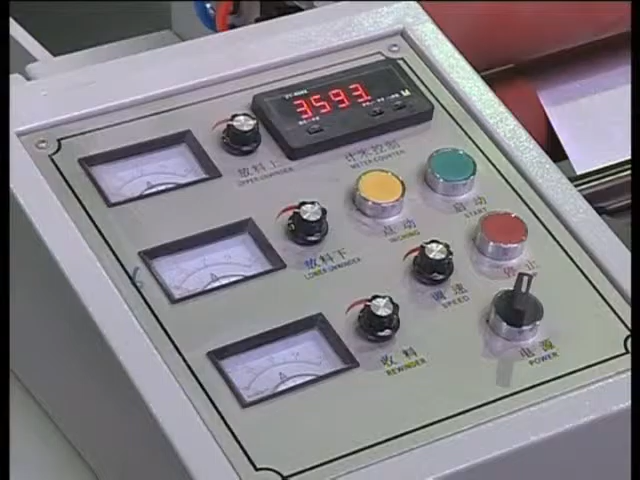 3593
计米控制
METER COUNTER
放料上
UPPER UNWINDER
启动
START
点动
INCHING
放料下
LOWER UNWINDER
停止
调速
SPEED
收料
REWINDER
电源
POWER